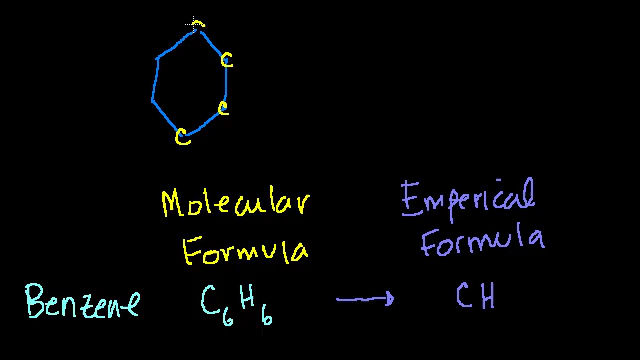 C
C
C
C
Molecular Emperical
Formula Formula
Benzene C₆H₆ → CH